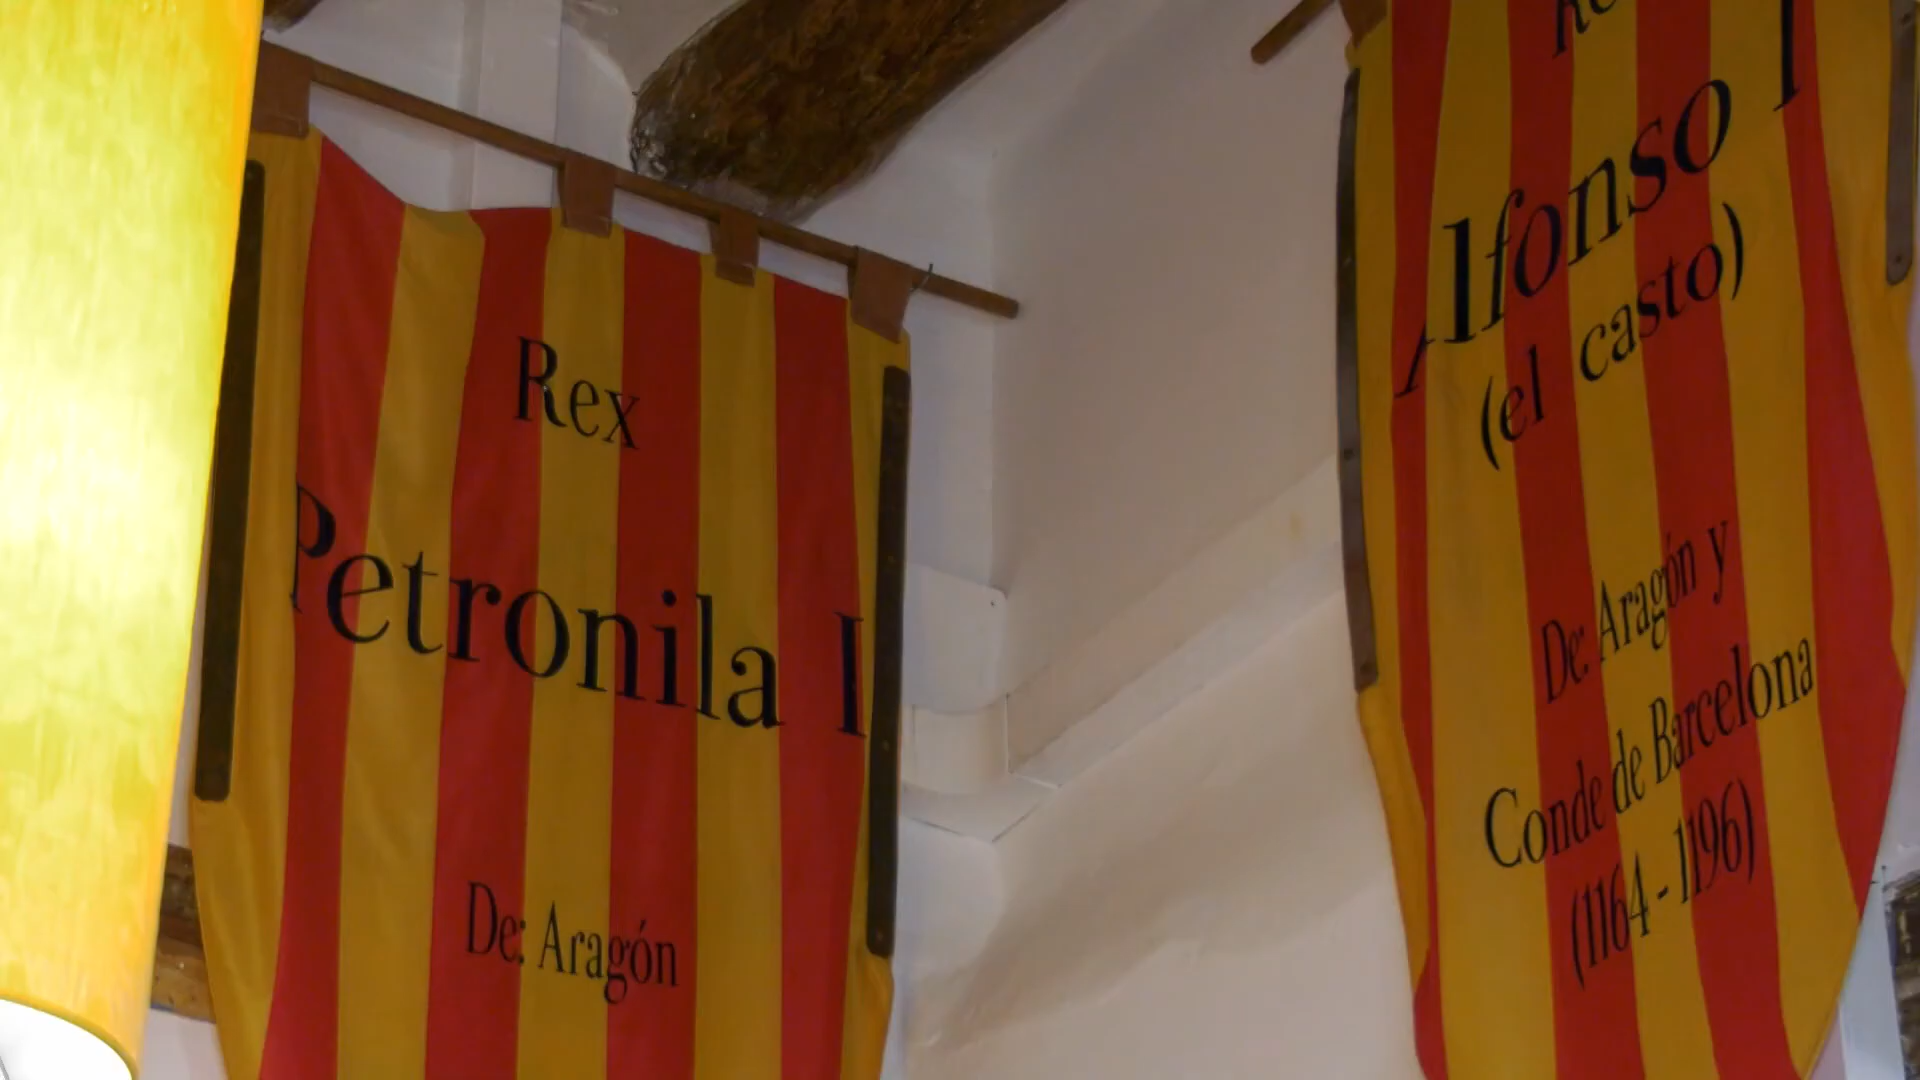 Rex
Petronila I
De: Aragón
Alfonso I
(el casto)
De: Aragón y
Conde de Barcelona
(1164 - 1196)